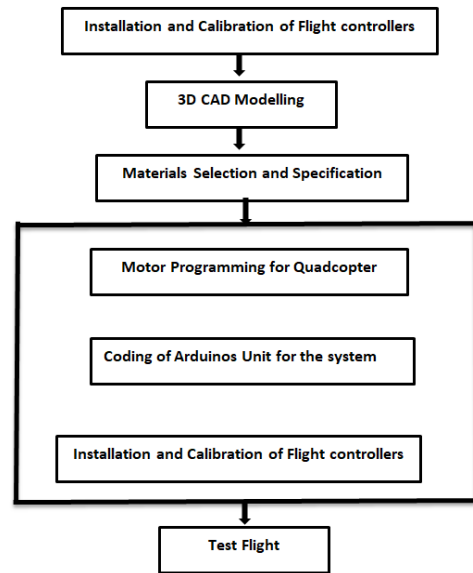 Installation and Calibration of Flight controllers
3D CAD Modelling
Materials Selection and Specification
Motor Programming for Quadcopter
Coding of Arduinos Unit for the system
Installation and Calibration of Flight controllers
Test Flight